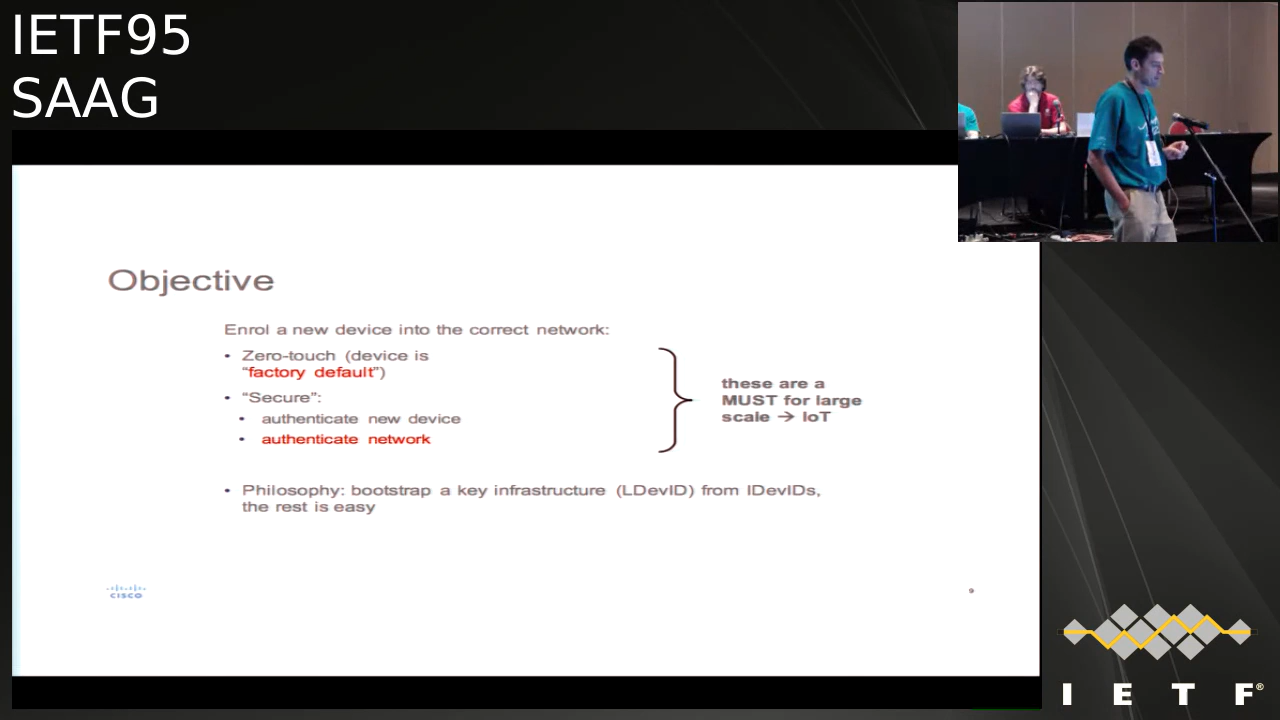 IETF95
SAAG
Objective
Enrol a new device into the correct network:
• Zero-touch (device is
“factory default”)
• “Secure”:
• authenticate new device
• authenticate network
these are a
MUST for large
scale → IoT
• Philosophy: bootstrap a key infrastructure (LDevID) from IDevIDs,
the rest is easy
CISCO
9
I E T F®